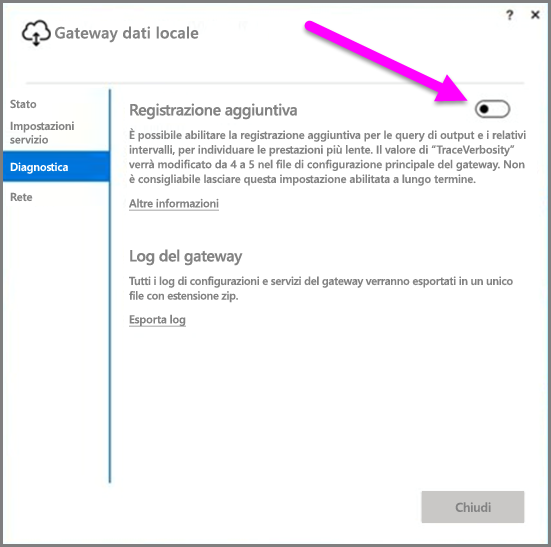 ? ×
Gateway dati locale
Stato
Impostazioni
servizio
Diagnostica
Rete
Registrazione aggiuntiva
È possibile abilitare la registrazione aggiuntiva per le query di output e i relativi
intervalli, per individuare le prestazioni più lente. Il valore di “TraceVerbosity”
verrà modificato da 4 a 5 nel file di configurazione principale del gateway. Non
è consigliabile lasciare questa impostazione abilitata a lungo termine.
Altre informazioni
Log del gateway
Tutti i log di configurazioni e servizi del gateway verranno esportati in un unico
file con estensione zip.
Esporta log
Chiudi